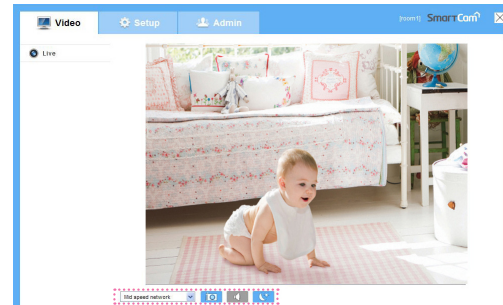 Video
Setup
Admin
[room1] SmartCam
Live
Mid speed network